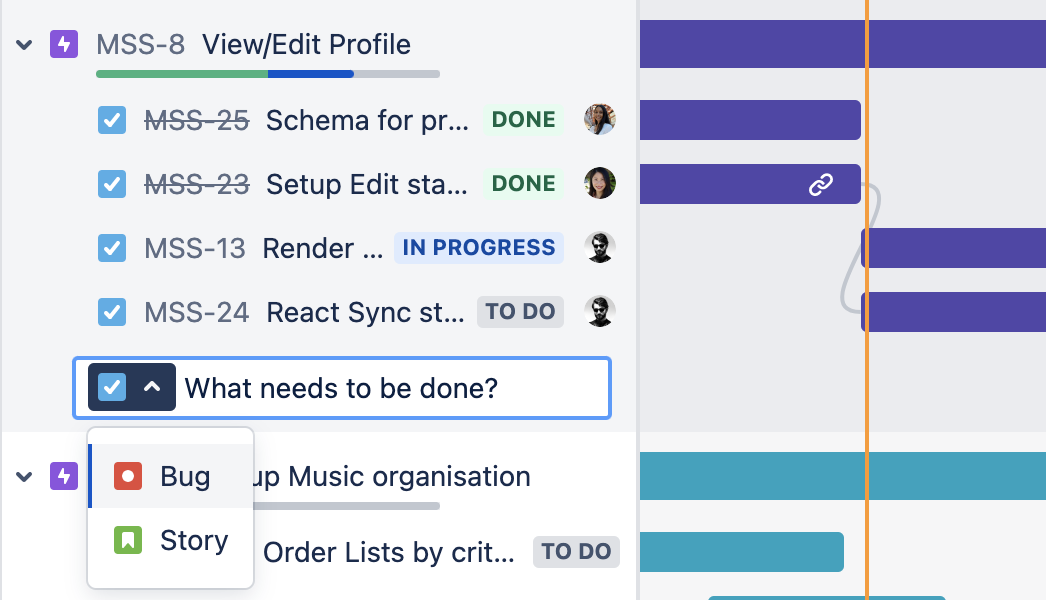 MSS-8 View/Edit Profile
MSS-25 Schema for pr... DONE
MSS-23 Setup Edit sta... DONE
MSS-13 Render ... IN PROGRESS
MSS-24 React Sync st... TO DO
What needs to be done?
Bug up Music organisation
Story
Order Lists by crit... TO DO